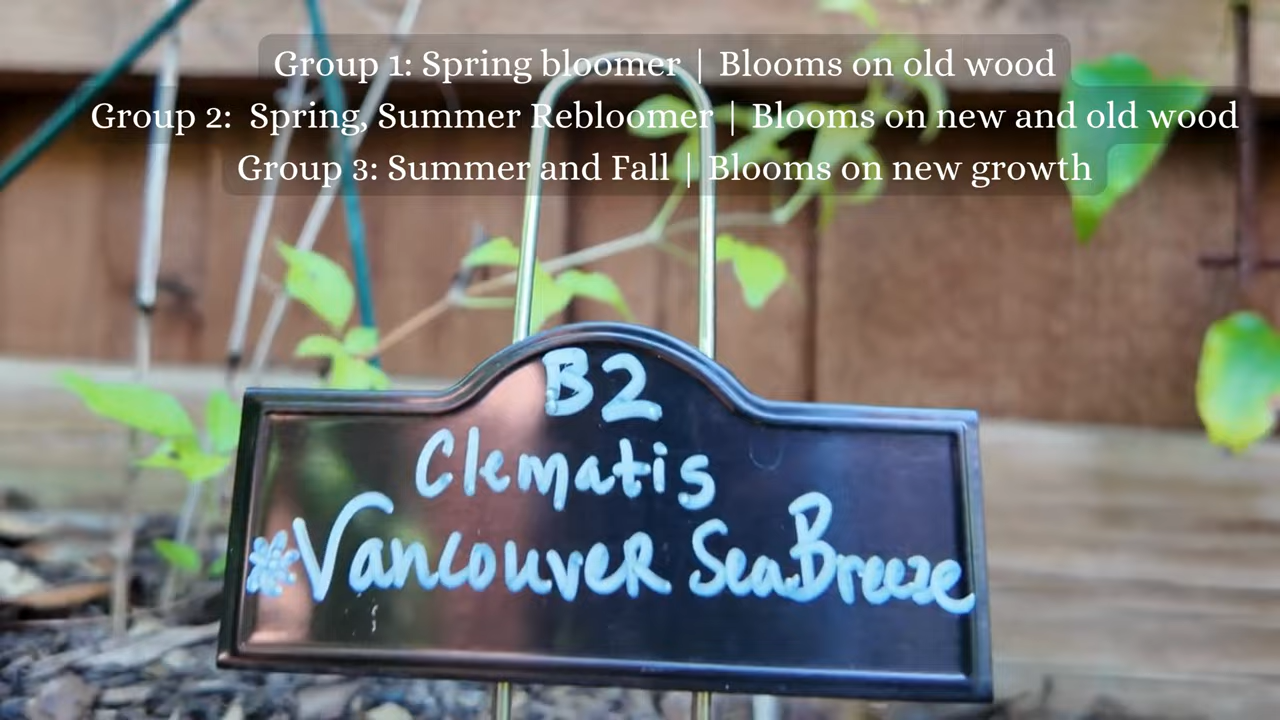 Group 1: Spring bloomer | Blooms on old wood
Group 2: Spring, Summer Rebloomer | Blooms on new and old wood
Group 3: Summer and Fall | Blooms on new growth
B2
Clematis
*Vancouver SeaBreeze